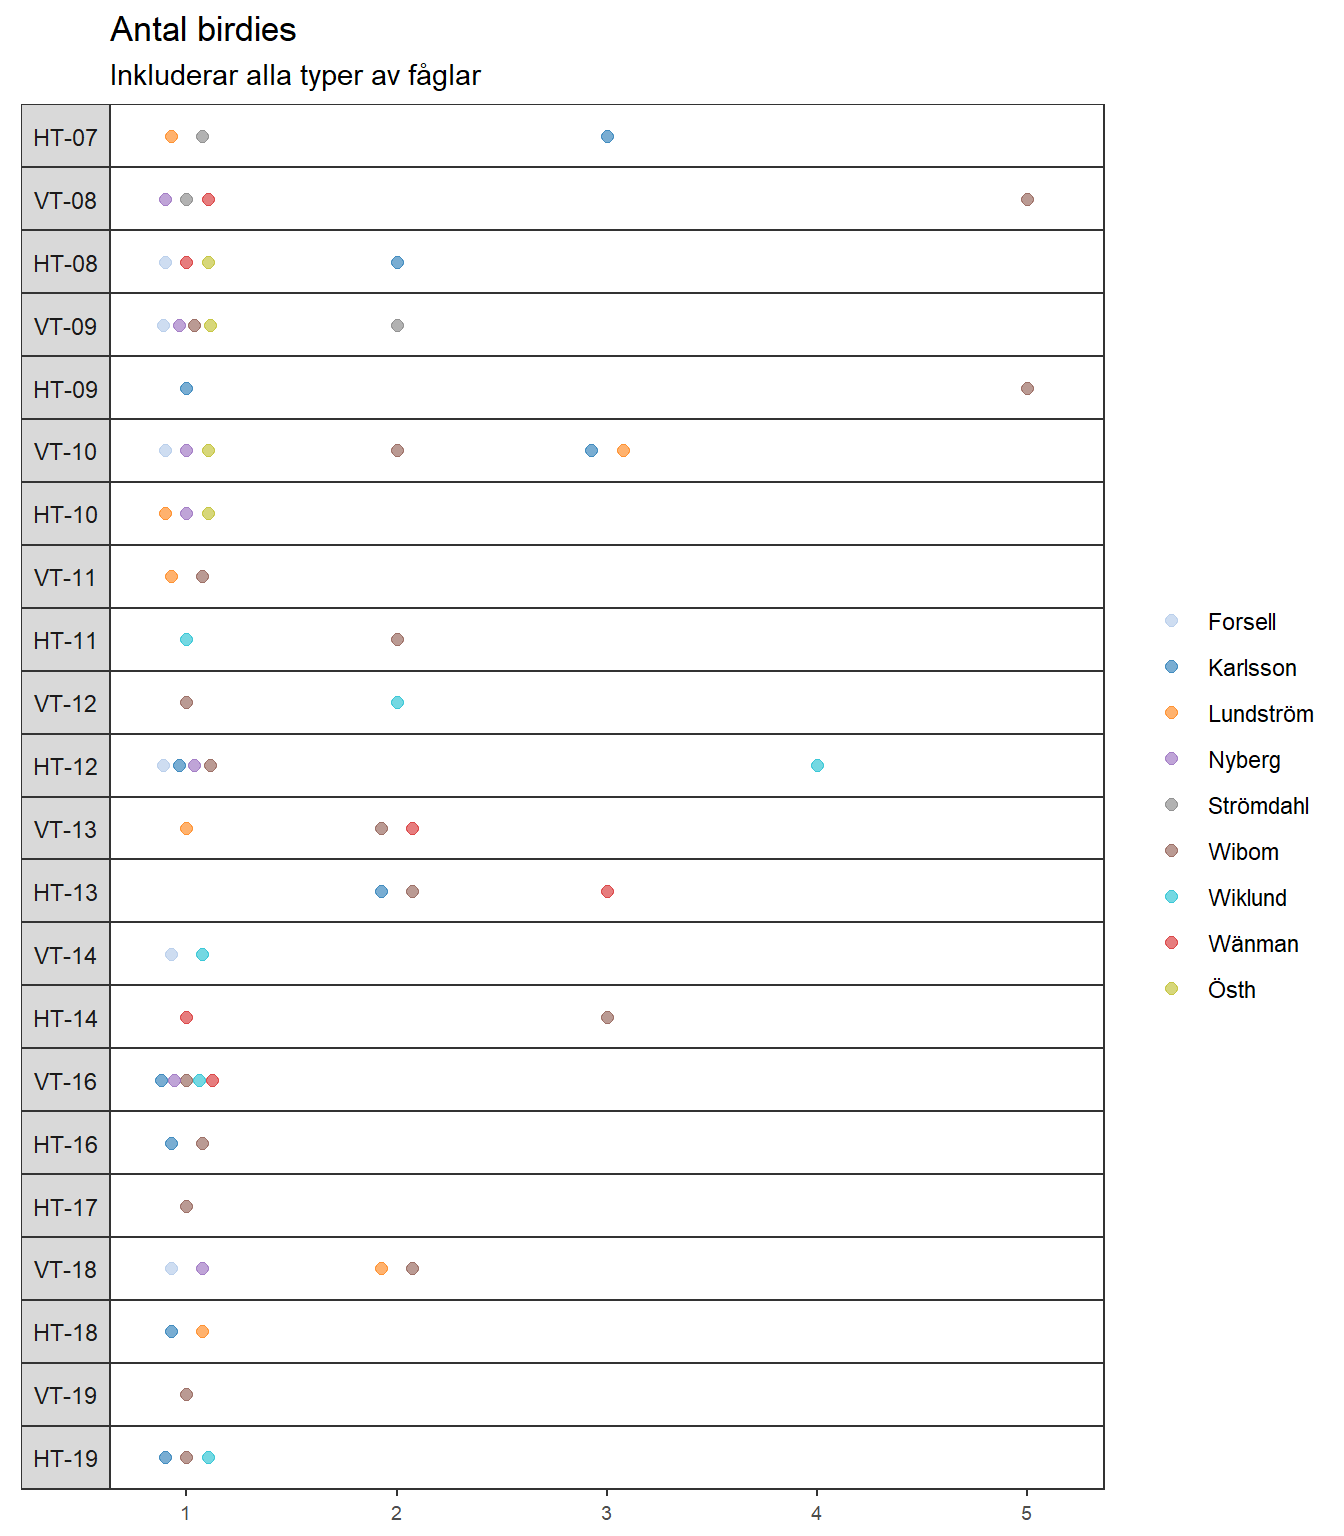 Antal birdies
Inkluderar alla typer av fåglar
HT-07
VT-08
HT-08
VT-09
HT-09
VT-10
HT-10
VT-11
HT-11
VT-12
HT-12
VT-13
HT-13
VT-14
HT-14
VT-16
HT-16
HT-17
VT-18
HT-18
VT-19
HT-19
1 2 3 4 5
Forsell
Karlsson
Lundström
Nyberg
Strömdahl
Wibom
Wiklund
Wänman
Östh